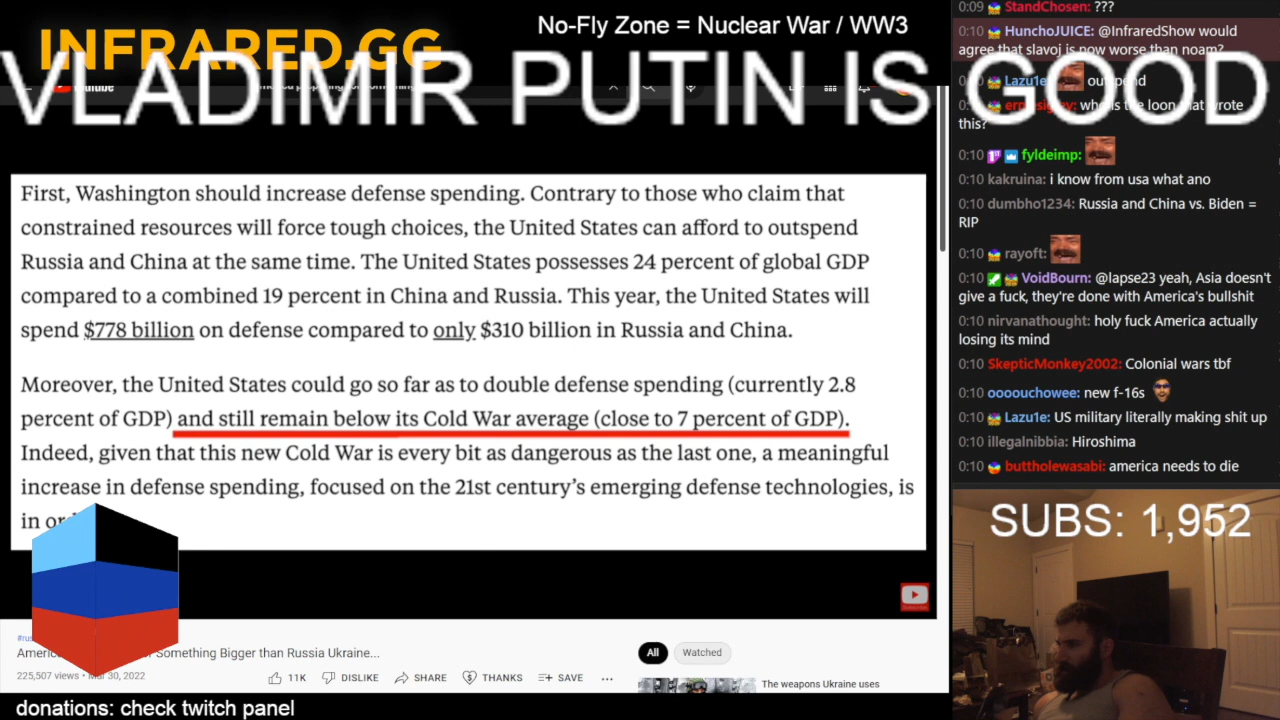 INFRARED.GG
No-Fly Zone = Nuclear War / WW3
VLADIMIR PUTIN IS GOOD
First, Washington should increase defense spending. Contrary to those who claim that
constrained resources will force tough choices, the United States can afford to outspend
Russia and China at the same time. The United States possesses 24 percent of global GDP
compared to a combined 19 percent in China and Russia. This year, the United States will
spend $778 billion on defense compared to only $310 billion in Russia and China.
Moreover, the United States could go so far as to double defense spending (currently 2.8
percent of GDP) and still remain below its Cold War average (close to 7 percent of GDP).
Indeed, given that this new Cold War is every bit as dangerous as the last one, a meaningful
increase in defense spending, focused on the 21st century's emerging defense technologies, is
in
Something Bigger than Russia Ukraine...
225,507 views • Mar 30, 2022
11K DISLIKE SHARE THANKS SAVE ...
All Watched
The weapons Ukraine uses
donations: check twitch panel
0:09 StandChosen: ???
0:10 HunchoJUICE: @InfraredShow would
agree that slavoj is now worse than noam?
Lazu1e: outspend
who is the loon that wrote
this?
0:10 fyldeimp:
0:10 kakruina: i know from usa what ano
0:10 dumbho1234: Russia and China vs. Biden =
RIP
0:10 rayoft:
0:10 VoidBourn: @lapse23 yeah, Asia doesn't
give a fuck, they're done with America's bullshit
0:10 nirvanathought: holy fuck America actually
losing its mind
0:10 SkepticMonkey2002: Colonial wars tbf
0:10 oooouchowee: new f-16s
0:10 Lazu1e: US military literally making shit up
0:10 illegalnibbia: Hiroshima
0:10 buttholewasabi: america needs to die
SUBS: 1,952